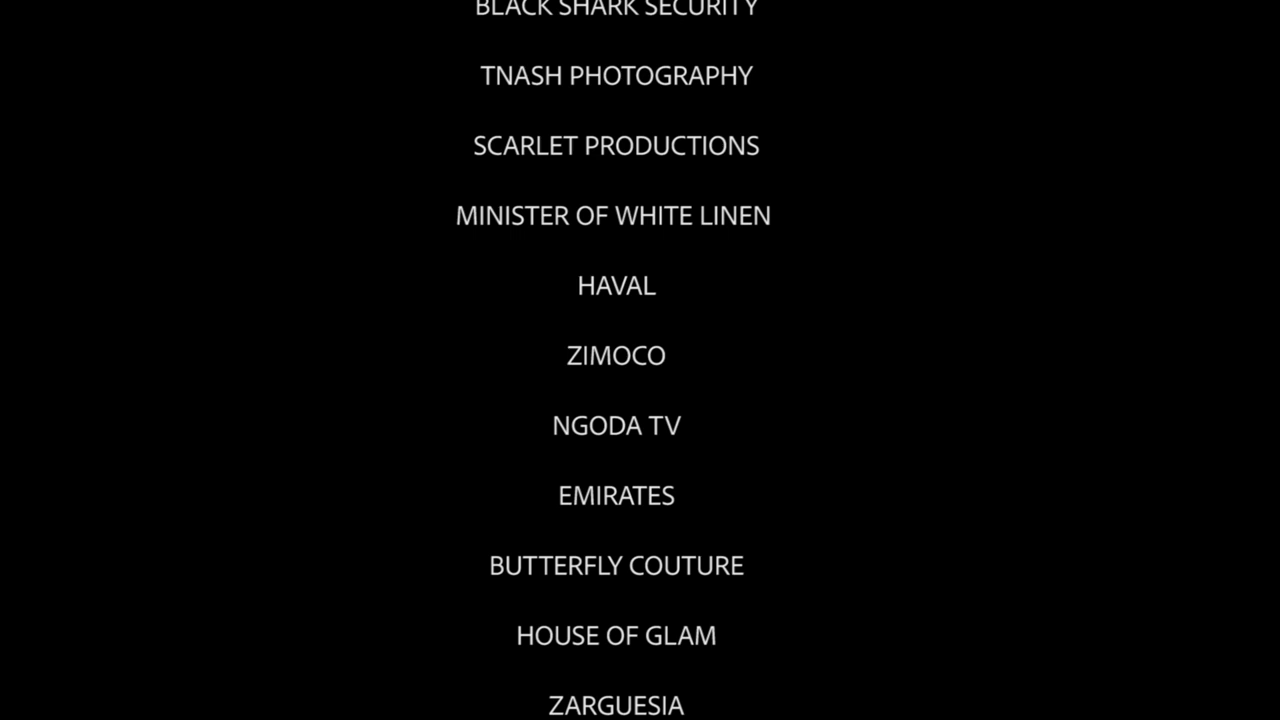 BLACK SHARK SECURITY
TNASH PHOTOGRAPHY
SCARLET PRODUCTIONS
MINISTER OF WHITE LINEN
HAVAL
ZIMOCO
NGODA TV
EMIRATES
BUTTERFLY COUTURE
HOUSE OF GLAM
ZARGUESIA